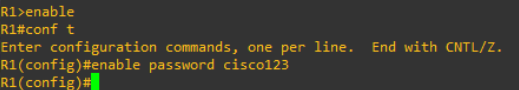 R1>enable
R1#conf t
Enter configuration commands, one per line.  End with CNTL/Z.
R1(config)#enable password cisco123
R1(config)#